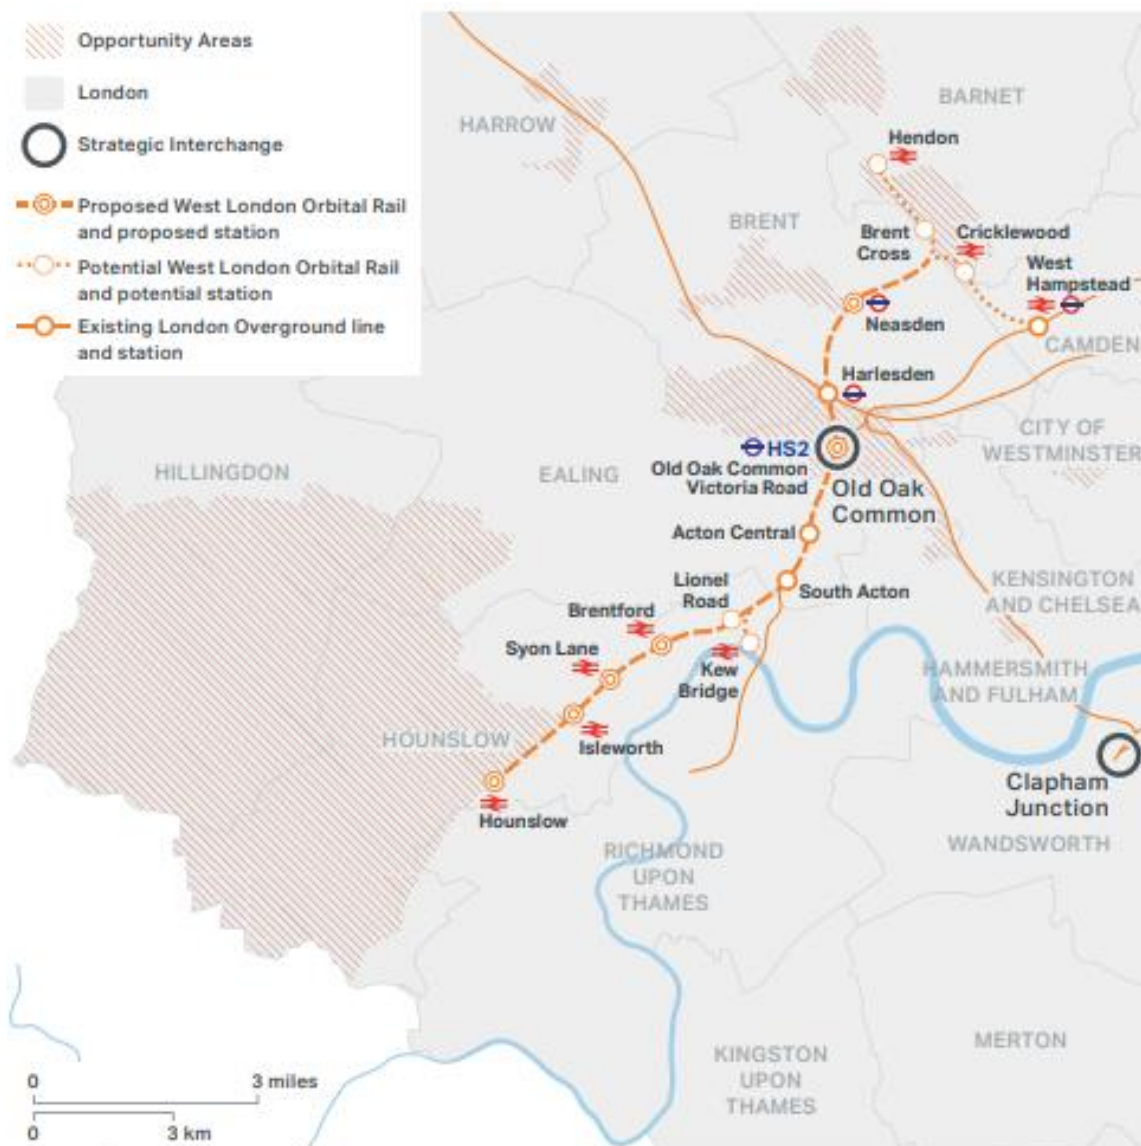 Opportunity Areas
London
Strategic Interchange
Proposed West London Orbital Rail
and proposed station
Potential West London Orbital Rail
and potential station
Existing London Overground line
and station
HARROW
BARNET
Hendon
BRENT
Brent
Cross
Cricklewood
West
Hampstead
Neasden
CAMDEN
Harlesden
CITY OF
WESTMINSTER
HILLINGDON
EALING
HS2
Old Oak Common
Victoria Road
Old Oak
Common
Acton Central
Lionel
Road
South Acton
KENSINGTON
AND CHELSEA
Brentford
Syon Lane
Kew
Bridge
HAMMERSMITH
AND FULHAM
HOUNSLOW
Isleworth
Hounslow
Clapham
Junction
WANDSWORTH
RICHMOND
UPON
THAMES
MERTON
KINGSTON
UPON
THAMES
0 3 miles
0 3 km